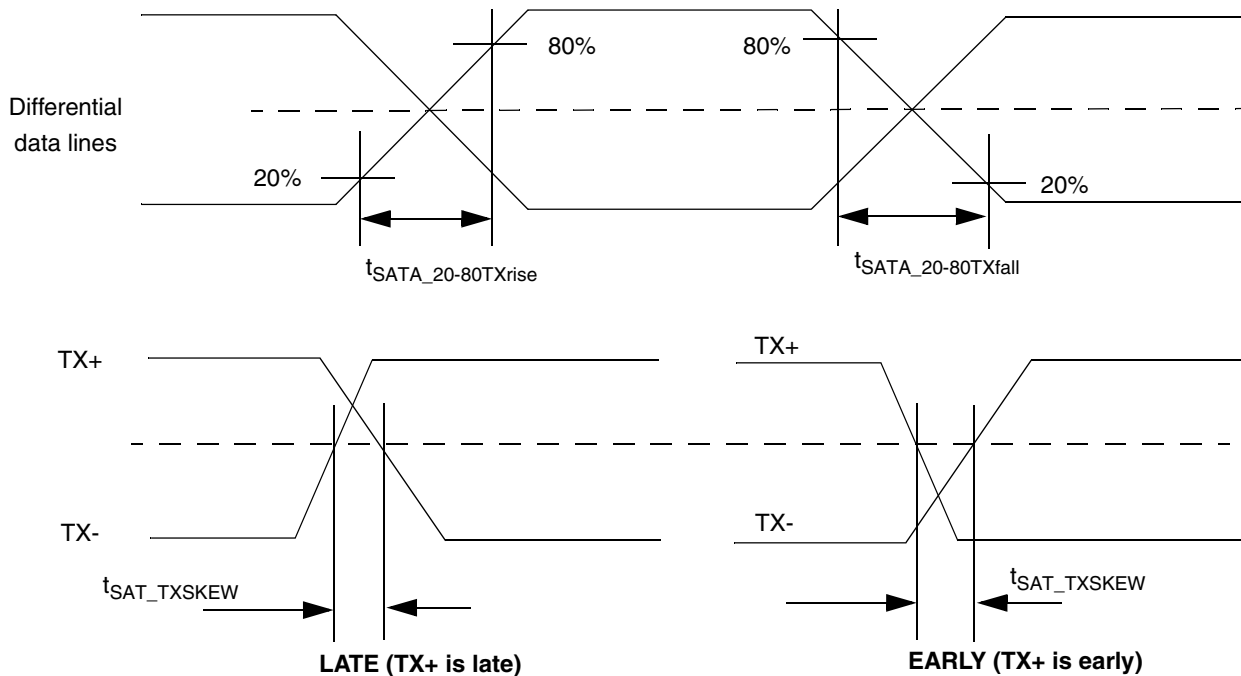 80%
80%
Differential
data lines
20%
20%
tSATA_20-80TXrise
tSATA_20-80TXfall
TX+
TX+
TX-
TX-
tSAT_TXSKEW
tSAT_TXSKEW
LATE (TX+ is late)
EARLY (TX+ is early)